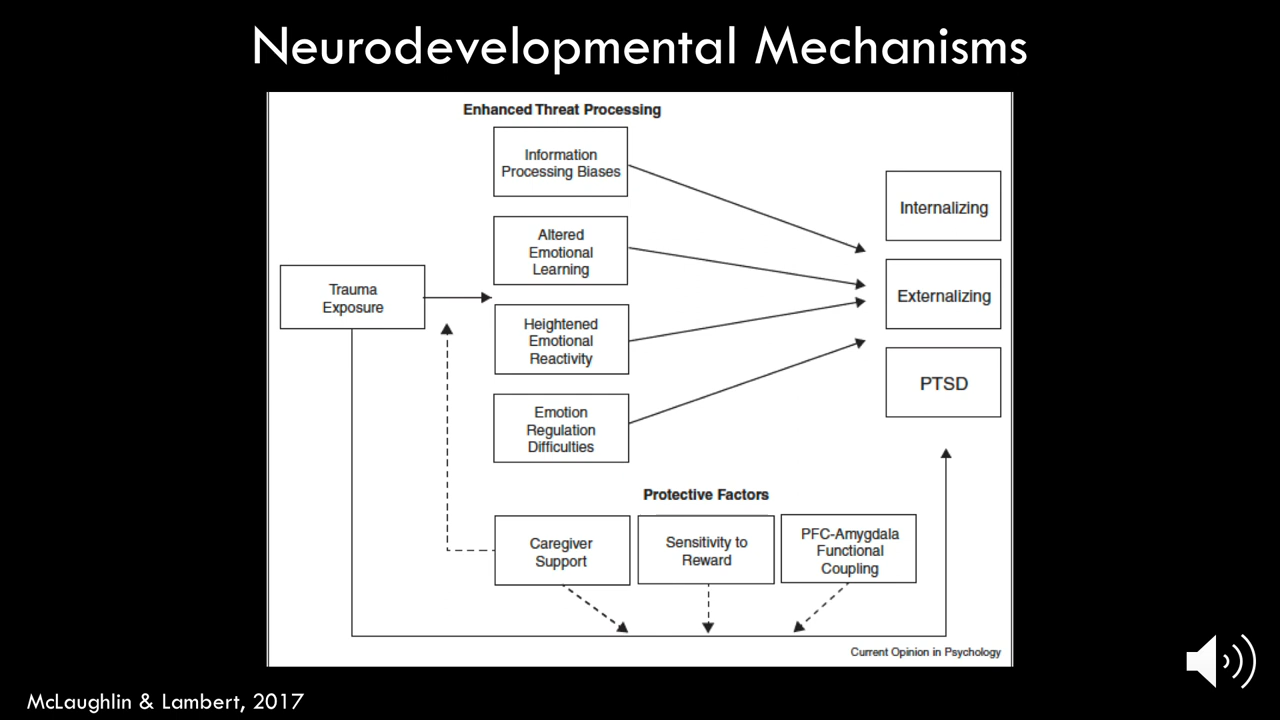 Neurodevelopmental Mechanisms
Enhanced Threat Processing
Information
Processing Biases
Altered
Emotional
Learning
Heightened
Emotional
Reactivity
Emotion
Regulation
Difficulties
Trauma
Exposure
Internalizing
Externalizing
PTSD
Protective Factors
Caregiver
Support
Sensitivity to
Reward
PFC-Amygdala
Functional
Coupling
Current Opinion in Psychology
McLaughlin & Lambert, 2017